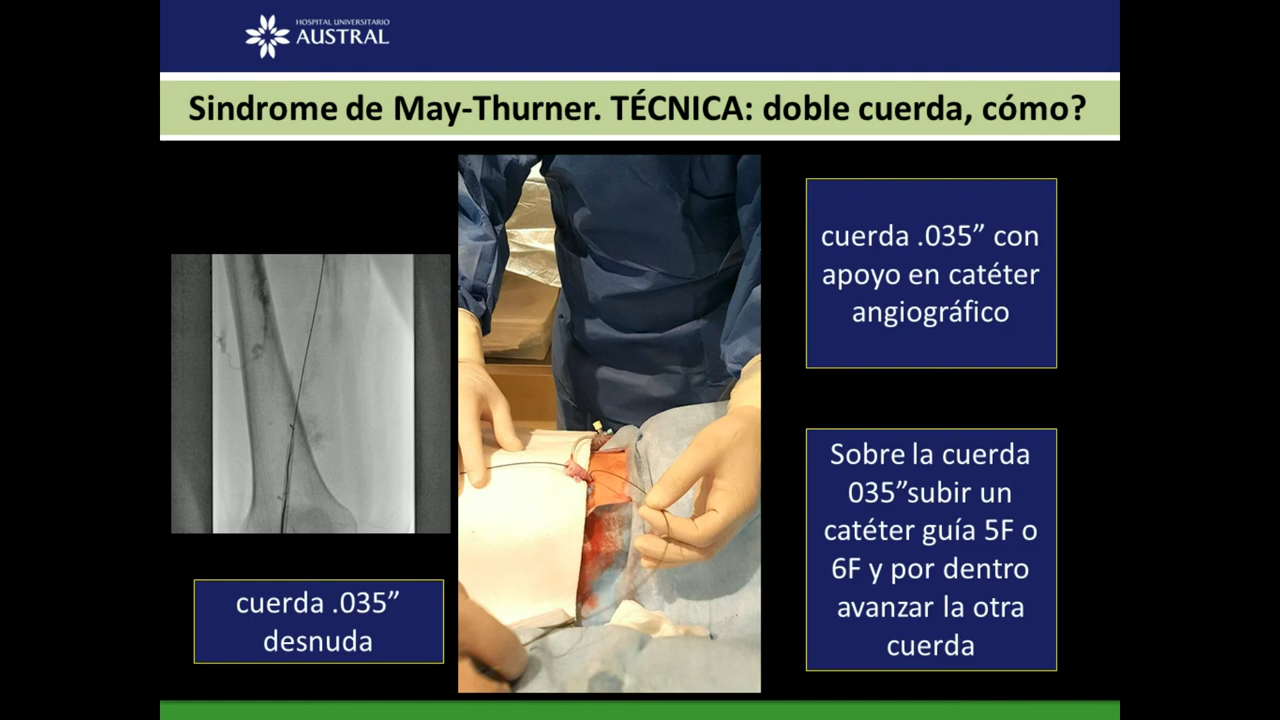 HOSPITAL UNIVERSITARIO
AUSTRAL
Sindrome de May-Thurner. TÉCNICA: doble cuerda, cómo?
cuerda .035” con
apoyo en catéter
angiográfico
Sobre la cuerda
035”subir un
catéter guía 5F o
6F y por dentro
avanzar la otra
cuerda
cuerda .035”
desnuda